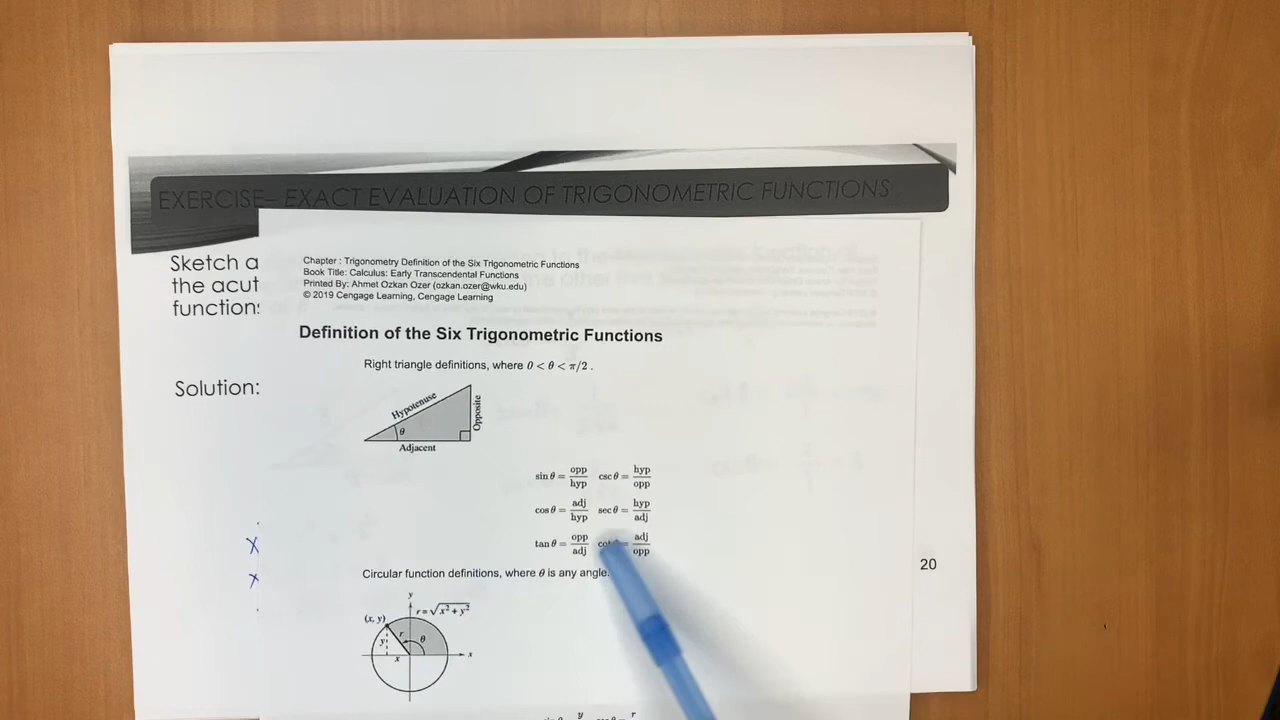 EXERCISE– EXACT EVALUATION OF TRIGONOMETRIC FUNCTIONS
Sketch a
the acut
functions
Solution:
Chapter : Trigonometry Definition of the Six Trigonometric Functions
Book Title: Calculus: Early Transcendental Functions
Printed By: Ahmet Ozkan Ozer (ozkan.ozer@wku.edu)
© 2019 Cengage Learning, Cengage Learning
Definition of the Six Trigonometric Functions
Right triangle definitions, where 0 < θ < π/2 .
Hypotenuse
Opposite
θ
Adjacent
sin θ = opp/hyp csc θ = hyp/opp
cos θ = adj/hyp sec θ = hyp/adj
tan θ = opp/adj cot θ = adj/opp
Circular function definitions, where θ is any angle.
y
r = √x² + y²
(x, y)
r
θ
y
x
x
X
X
20